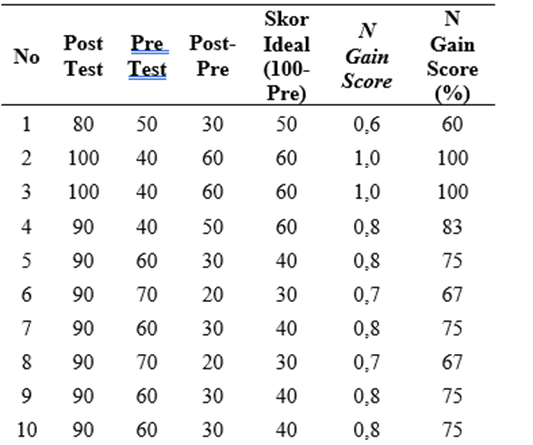 No Post Test Pre Test Post-Pre Skor Ideal (100-Pre) N Gain Score N Gain Score (%)
1 80 50 30 50 0,6 60
2 100 40 60 60 1,0 100
3 100 40 60 60 1,0 100
4 90 40 50 60 0,8 83
5 90 60 30 40 0,8 75
6 90 70 20 30 0,7 67
7 90 60 30 40 0,8 75
8 90 70 20 30 0,7 67
9 90 60 30 40 0,8 75
10 90 60 30 40 0,8 75